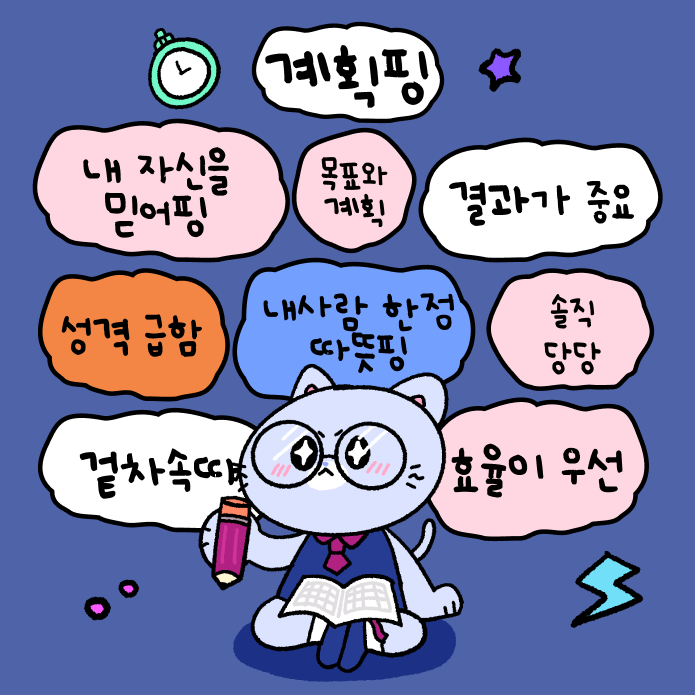 계획핑
내 자신을
믿어핑
목표와
계획
결과가 중요
성격 급함
내사람 한정
따뜻핑
솔직
당당
겉차속따
효율이 우선